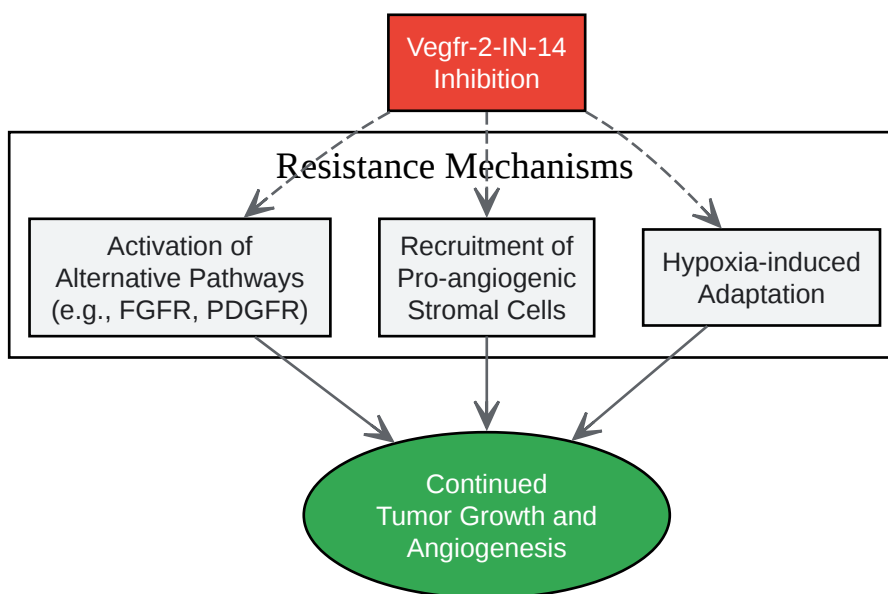 Vegfr-2-IN-14
Inhibition
Resistance Mechanisms
Activation of
Alternative Pathways
(e.g., FGFR, PDGFR)
Recruitment of
Pro-angiogenic
Stromal Cells
Hypoxia-induced
Adaptation
Continued
Tumor Growth and
Angiogenesis